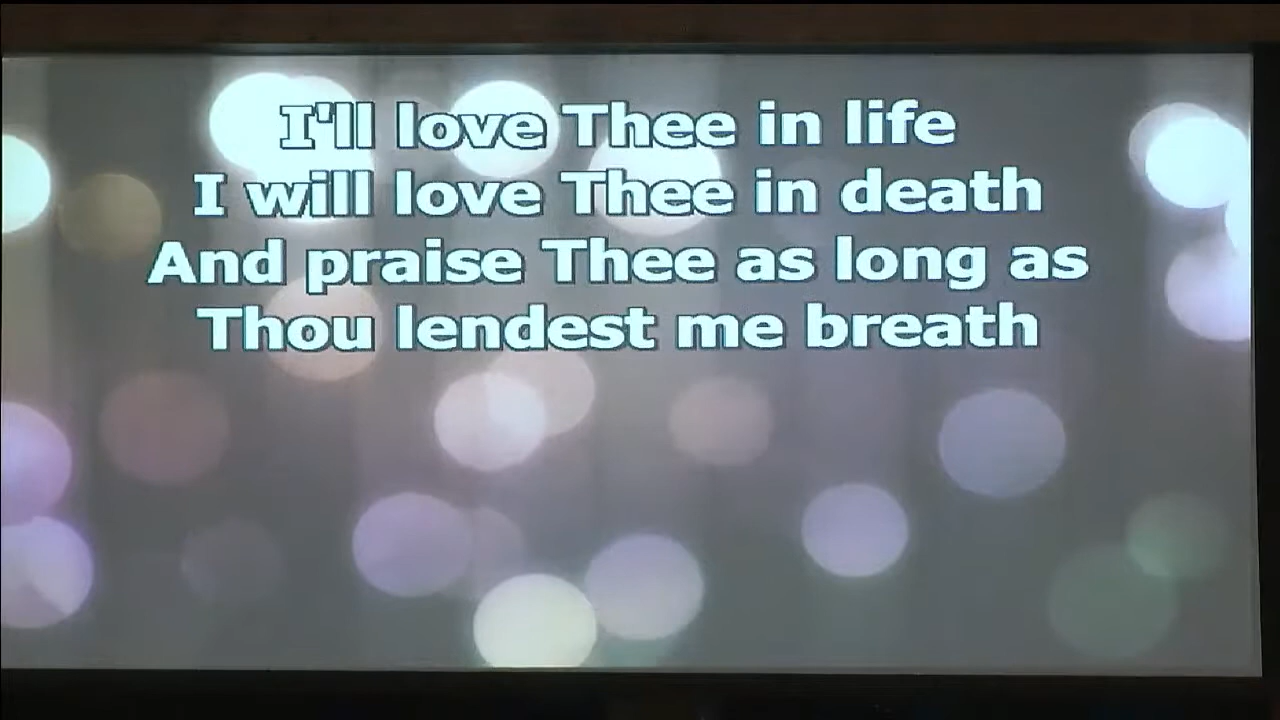 I'll love Thee in life
I will love Thee in death
And praise Thee as long as
Thou lendest me breath